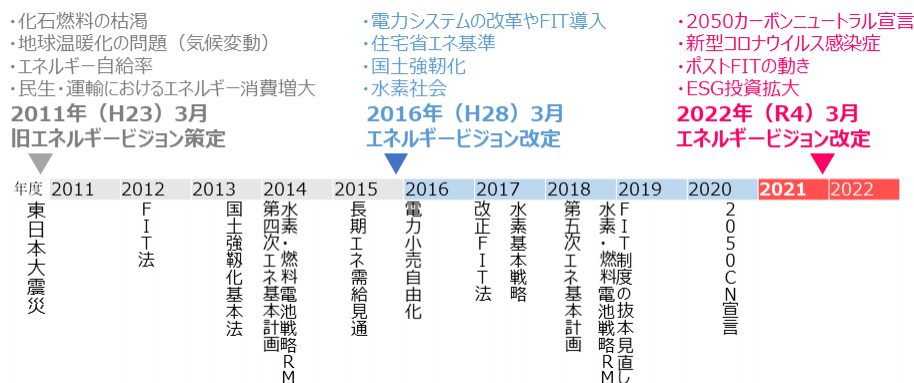 ・化石燃料の枯渇
・地球温暖化の問題（気候変動）
・エネルギー自給率
・民生・運輸におけるエネルギー消費増大
2011年（H23）3月
旧エネルギービジョン策定
・電力システムの改革やFIT導入
・住宅省エネ基準
・国土強靱化
・水素社会
2016年（H28）3月
エネルギービジョン改定
・2050カーボンニュートラル宣言
・新型コロナウイルス感染症
・ポストFITの動き
・ESG投資拡大
2022年（R4）3月
エネルギービジョン改定
年度 2011 2012 2013 2014 2015 2016 2017 2018 2019 2020 2021 2022
東日本大震災
FIT法
国土強靱化基本法
第四次エネ基本計画
水素・燃料電池戦略RM
長期エネ需給見通
電力小売自由化
改正FIT法
水素基本戦略
第五次エネ基本計画
水素・燃料電池戦略RM
FIT制度の抜本見直し
2050CN宣言